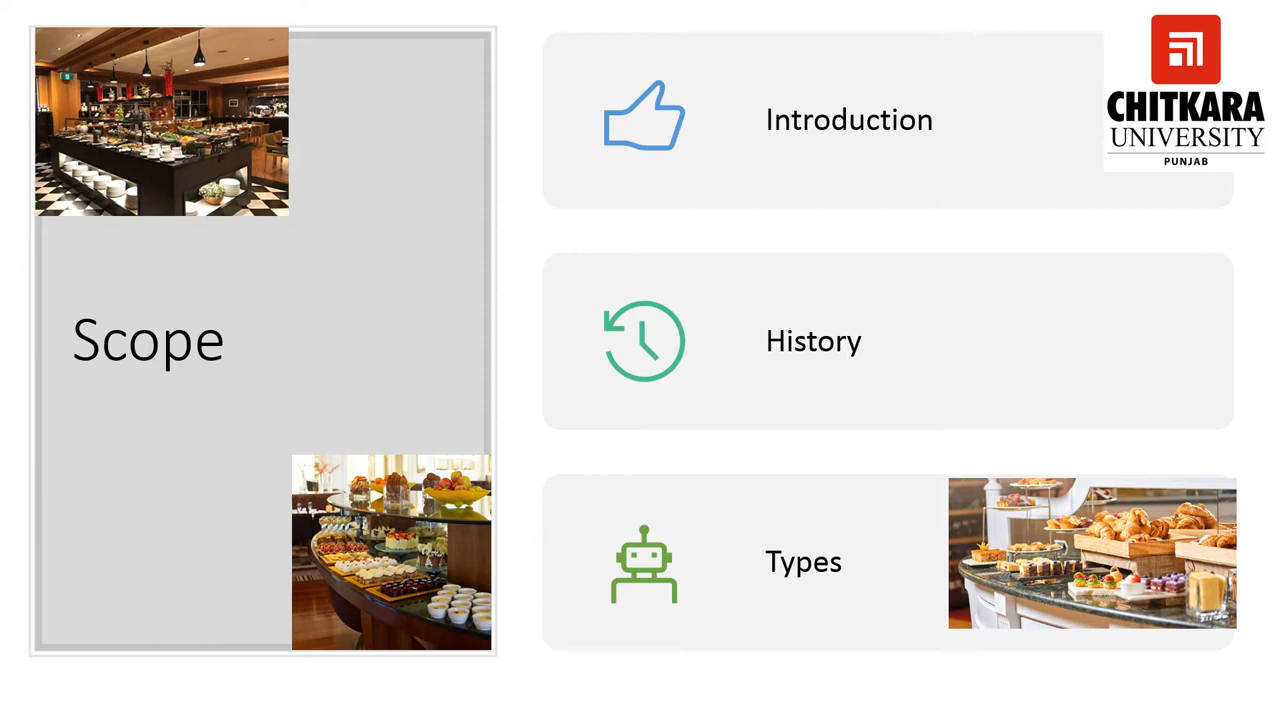 Scope
Introduction
History
Types
CHITKARA
UNIVERSITY
PUNJAB